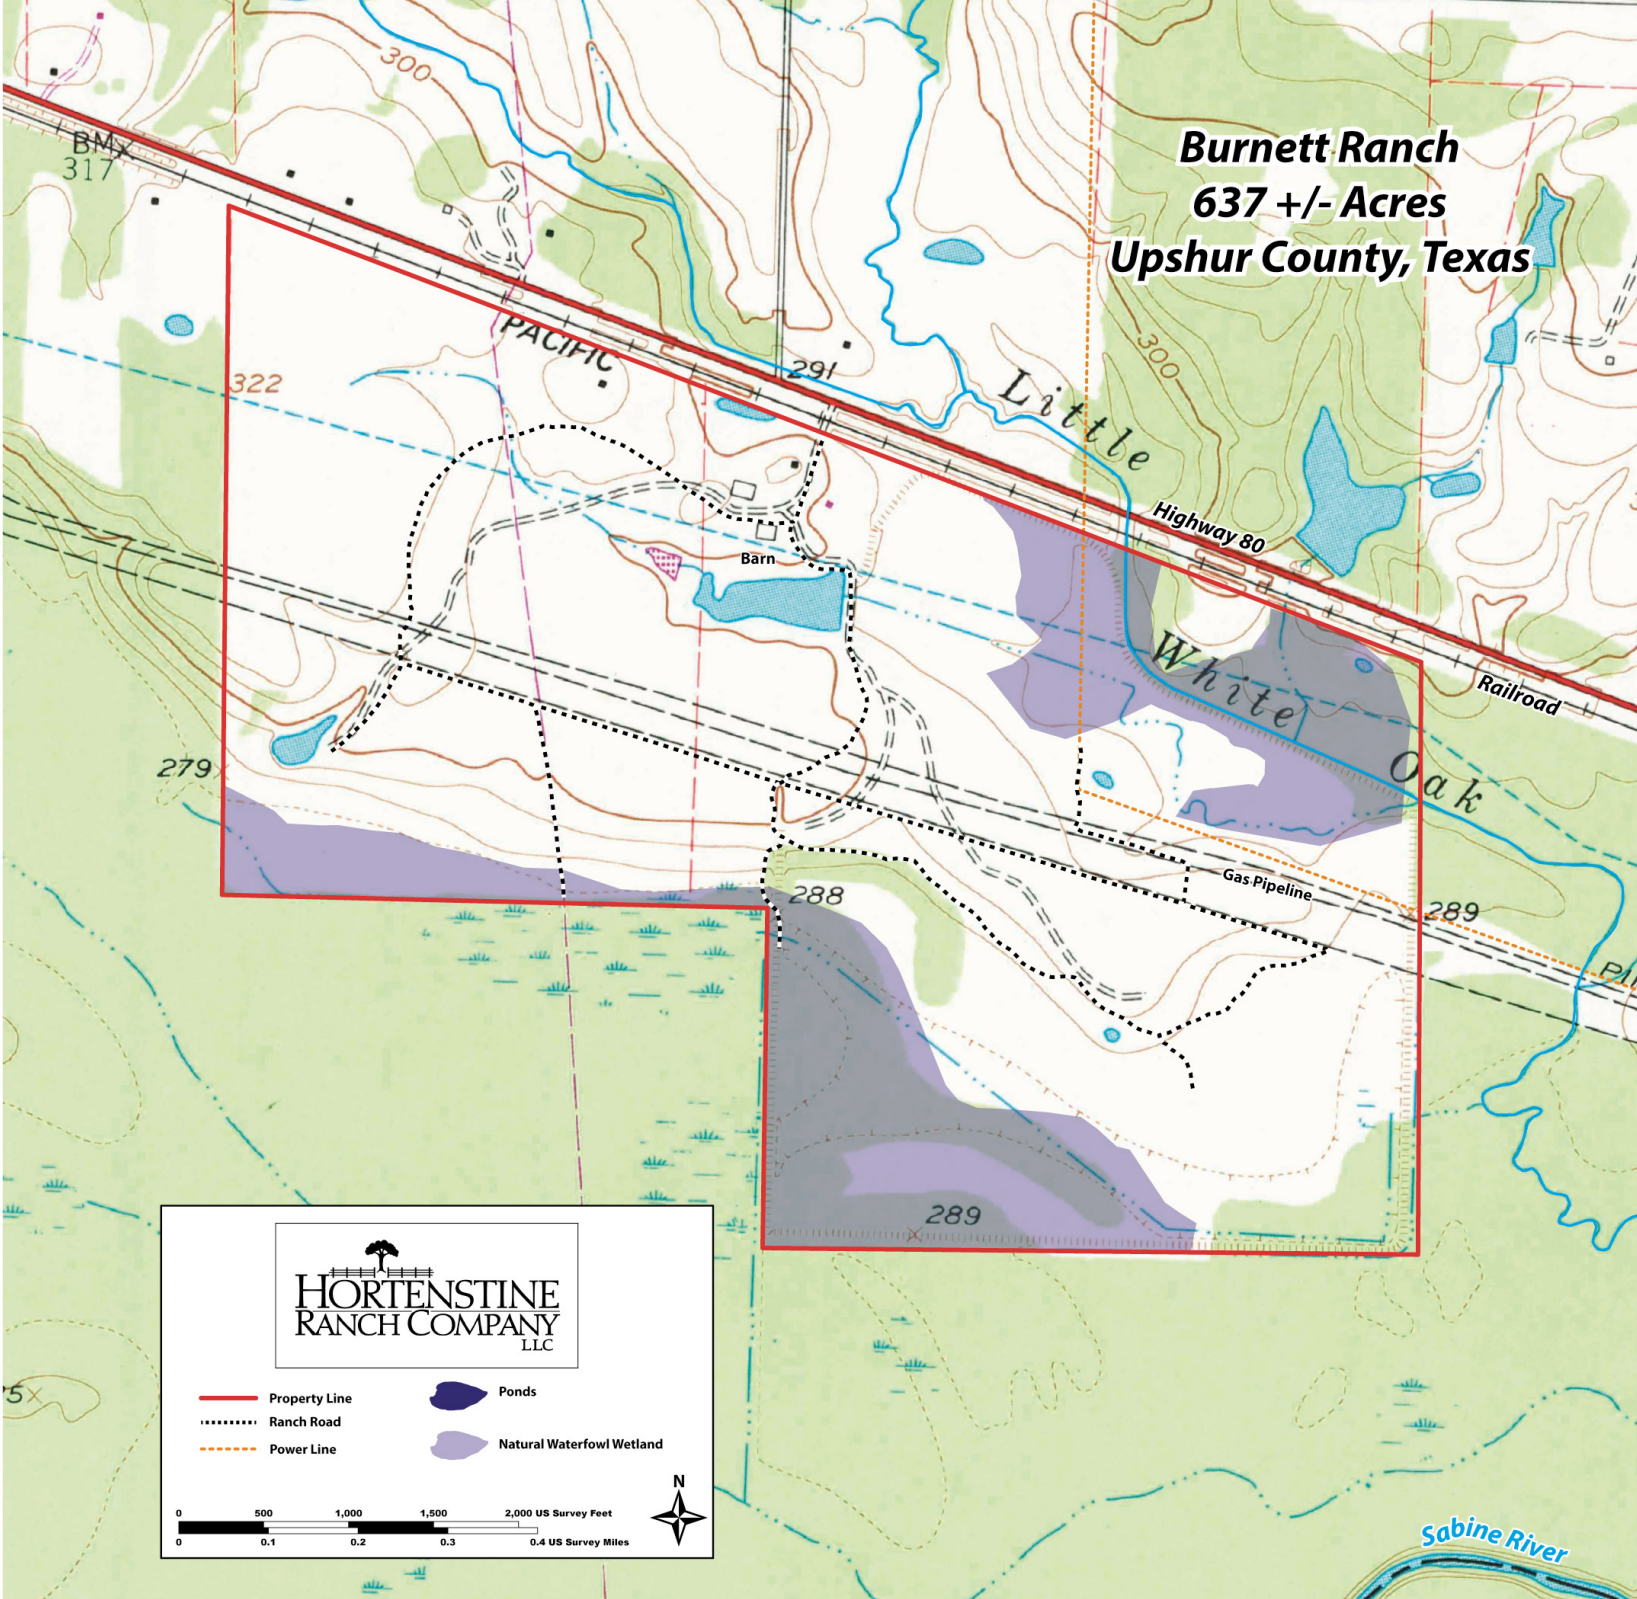 300
BM×
317
Burnett Ranch
637 +/- Acres
Upshur County, Texas
PACIFIC
322
291
300
Little
Highway 80
Barn
White
Railroad
279
Oak
288
Gas Pipeline
289
289
HORTENSTINE
RANCH COMPANY
LLC
Property Line
Ranch Road
Power Line
Ponds
Natural Waterfowl Wetland
N
0 500 1,000 1,500 2,000 US Survey Feet
0 0.1 0.2 0.3 0.4 US Survey Miles
Sabine River